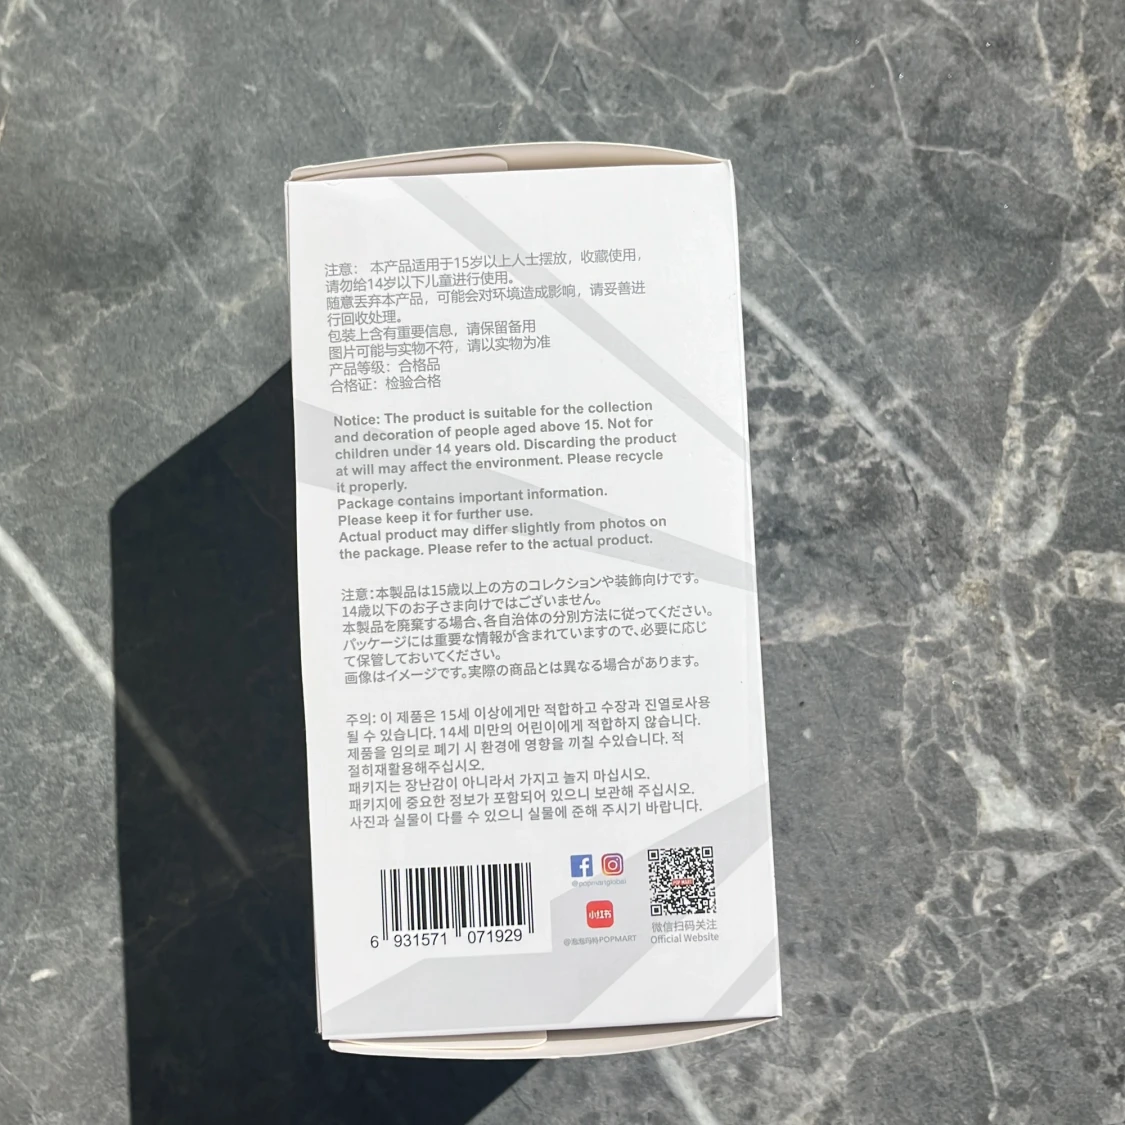 注意： 本产品适用于15岁以上人士摆放，收藏使用，
请勿给14岁以下儿童进行使用。
随意丢弃本产品，可能会对环境造成影响，请妥善进
行回收处理。
包装上含有重要信息，请保留备用
图片可能与实物不符，请以实物为准
产品等级：合格品
合格证：检验合格
Notice: The product is suitable for the collection
and decoration of people aged above 15. Not for
children under 14 years old. Discarding the product
at will may affect the environment. Please recycle
it properly.
Package contains important information.
Please keep it for further use.
Actual product may differ slightly from photos on
the package. Please refer to the actual product.
注意：本製品は15歳以上の方のコレクションや装飾向けです。
14歳以下のお子さま向けではございません。
本製品を廃棄する場合、各自治体の分別方法に従ってください。
パッケージには重要な情報が含まれていますので、必要に応じ
て保管しておいてください。
画像はイメージです。実際の商品とは異なる場合があります。
주의: 이 제품은 15세 이상에게만 적합하고 수장과 진열로사용
될 수 있습니다. 14세 미만의 어린이에게 적합하지 않습니다.
제품을 임의로 폐기 시 환경에 영향을 끼칠 수있습니다. 적
절히재활용해주십시오.
패키지는 장난감이 아니라서 가지고 놀지 마십시오.
패키지에 중요한 정보가 포함되어 있으니 보관해 주십시오.
사진과 실물이 다를 수 있으니 실물에 준해 주시기 바랍니다.
6 931571 071929
@popmartglobal
小红书
@泡泡玛特POPMART
POP MART
微信扫码关注
Official Website